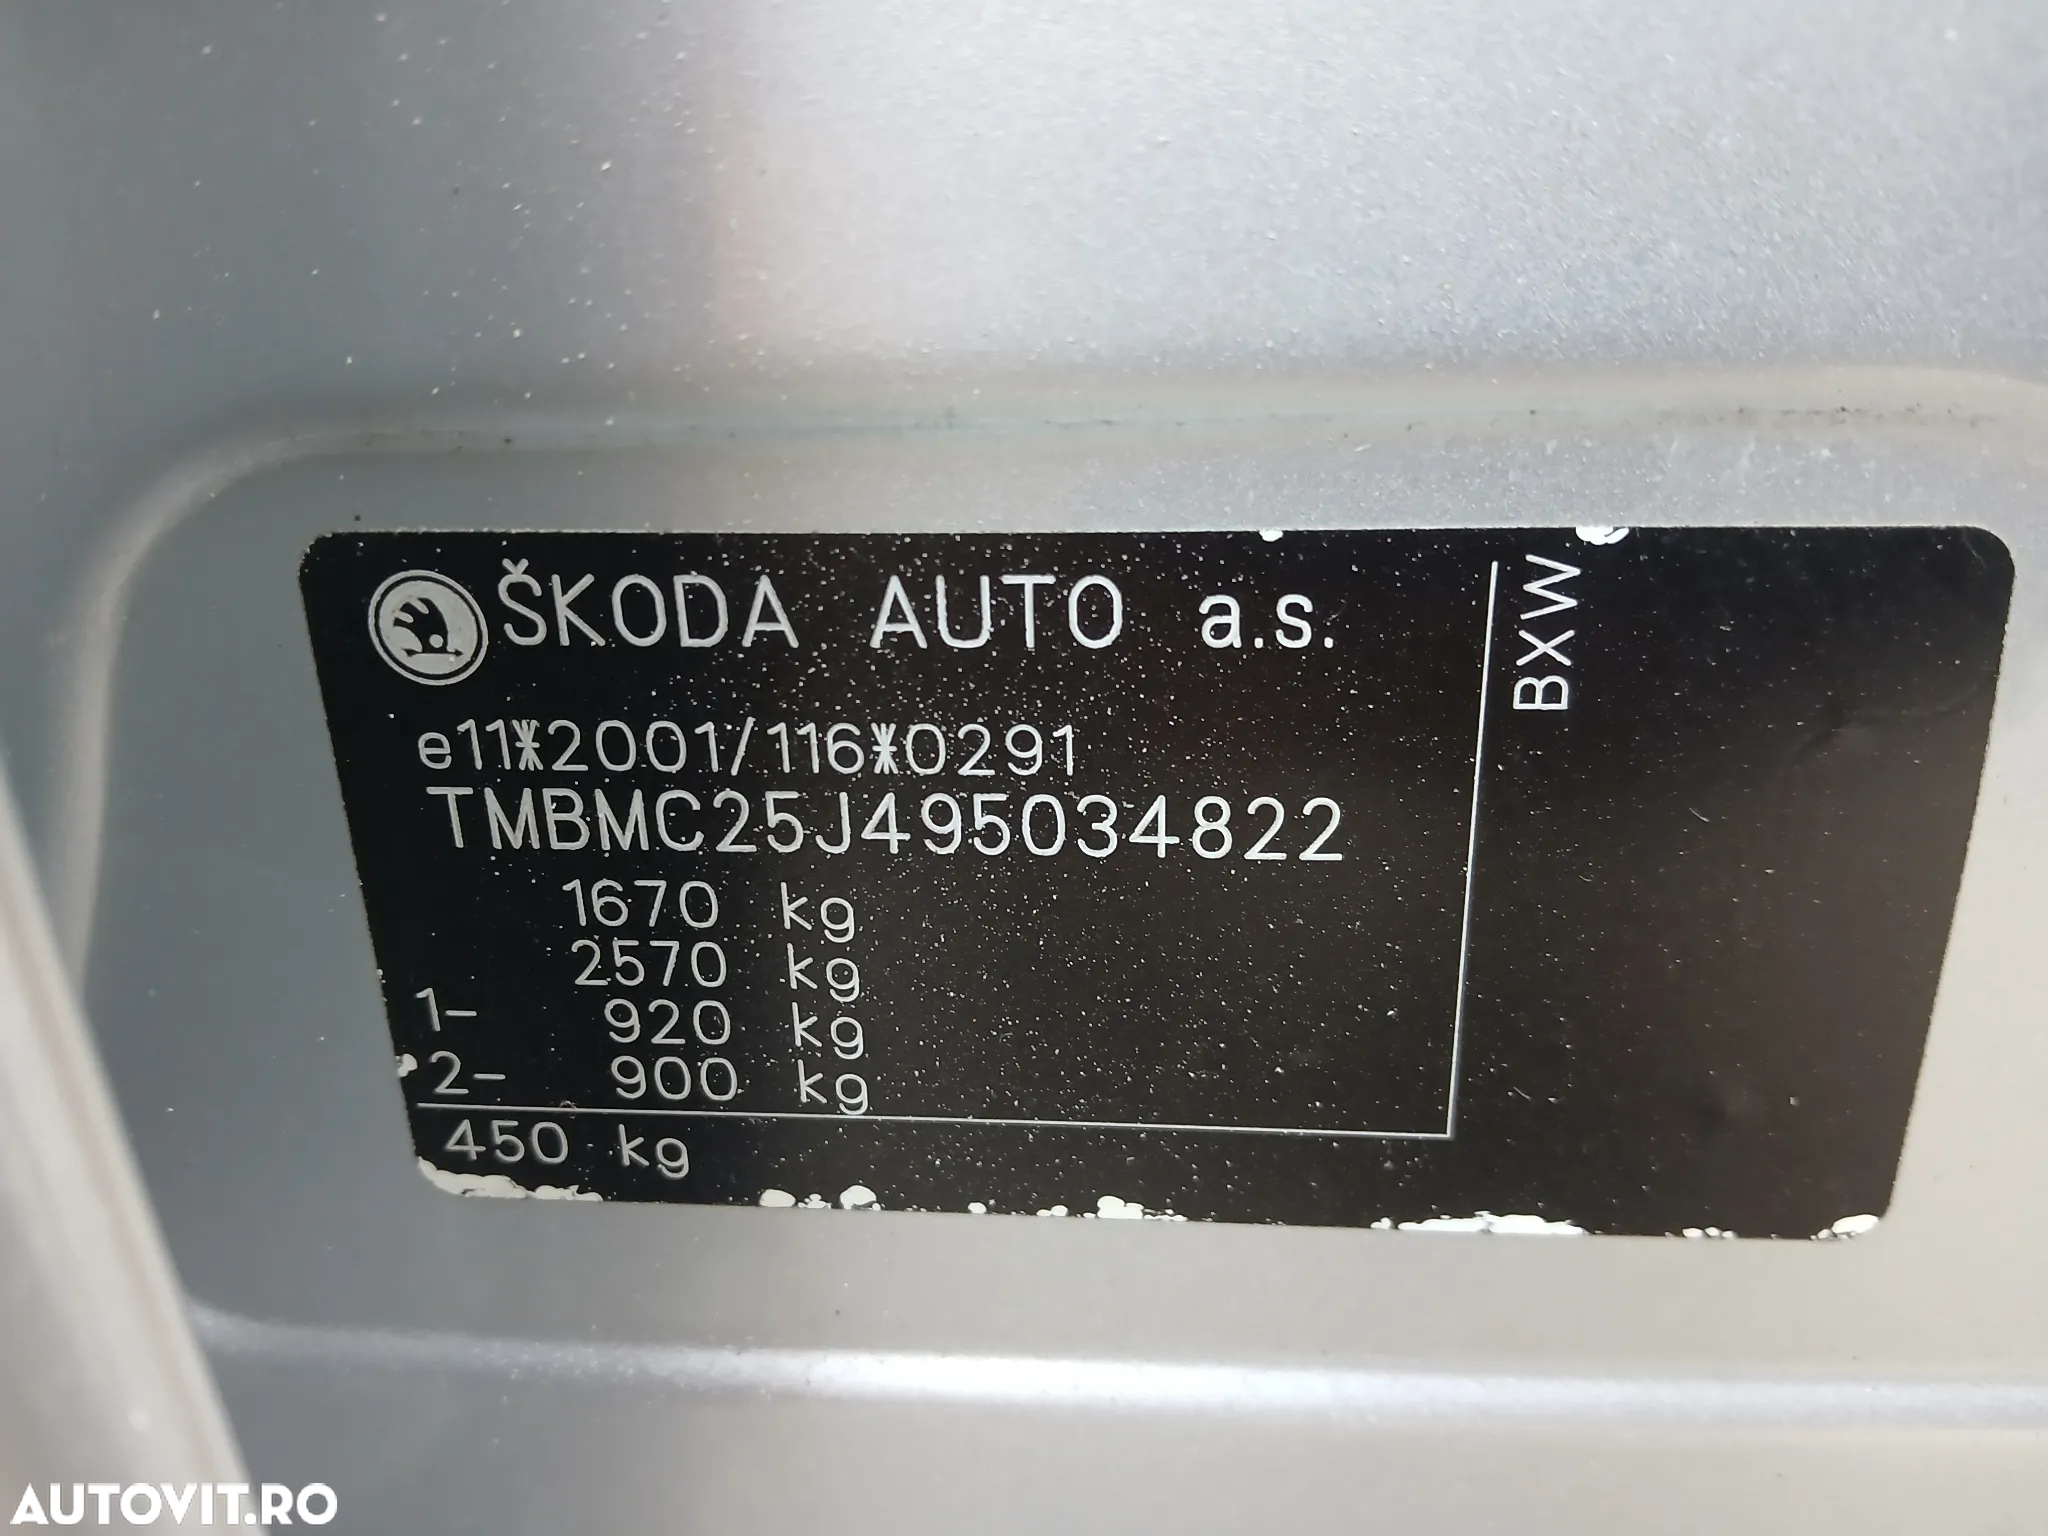 ŠKODA AUTO a.s.
BXW
e11*2001/116*0291
TMBMC25J495034822
1670 kg
2570 kg
1- 920 kg
2- 900 kg
450 kg
AUTOVIT.RO